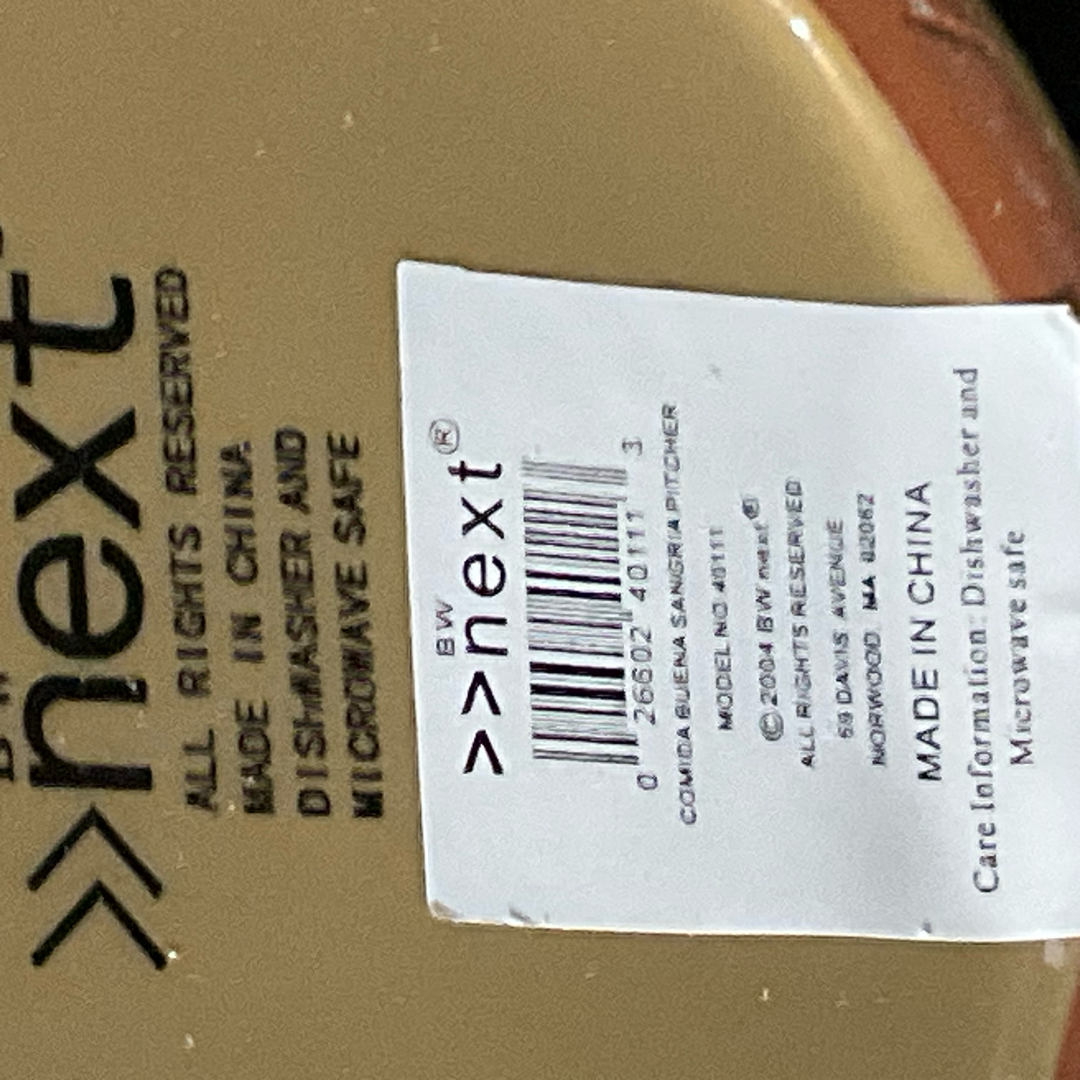 >>next
ALL RIGHTS RESERVED
MADE IN CHINA
DISHWASHER AND
MICROWAVE SAFE
BW
>>next®
0 26602 40111 3
COMIDA BUENA SANGRIA PITCHER
MODEL NO 40111
©2004 BW next®
ALL RIGHTS RESERVED
59 DAVIS AVENUE
NORWOOD, MA 02062
MADE IN CHINA
Care Information: Dishwasher and
Microwave safe